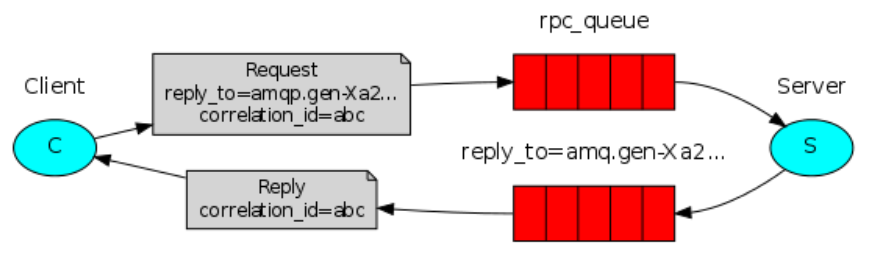 rpc_queue
Client
Request
reply_to=amqp.gen-Xa2...
correlation_id=abc
Server
C
S
reply_to=amq.gen-Xa2...
Reply
correlation_id=abc